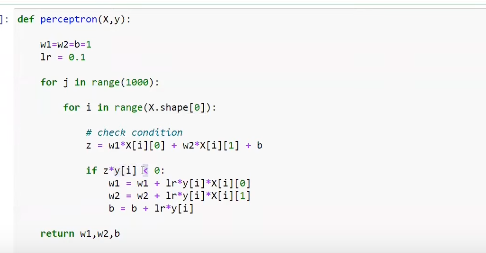 ]: def perceptron(X,y):
w1=w2=b=1
lr = 0.1
for j in range(1000):
for i in range(X.shape[0]):
# check condition
z = w1*X[i][0] + w2*X[i][1] + b
if z*y[i] < 0:
w1 = w1 + lr*y[i]*X[i][0]
w2 = w2 + lr*y[i]*X[i][1]
b = b + lr*y[i]
return w1,w2,b